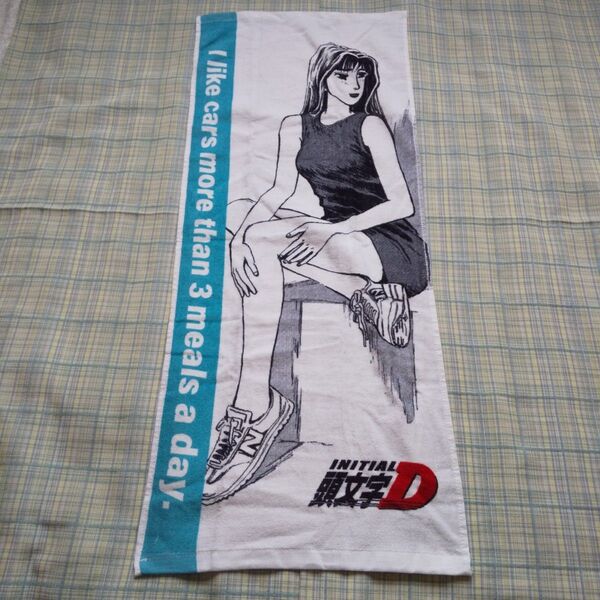 I like cars more than 3 meals a day.
N
INITIAL
頭文字D